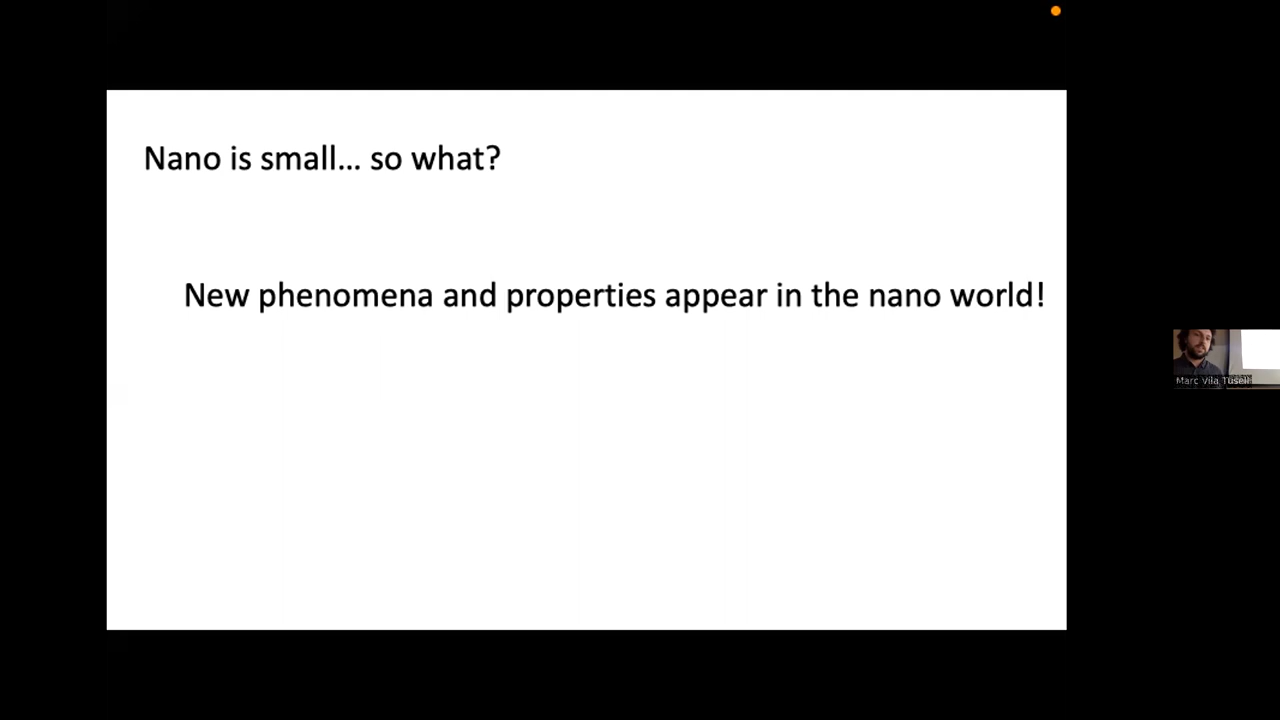 Nano is small... so what?
New phenomena and properties appear in the nano world!
Marc Vila Tusell